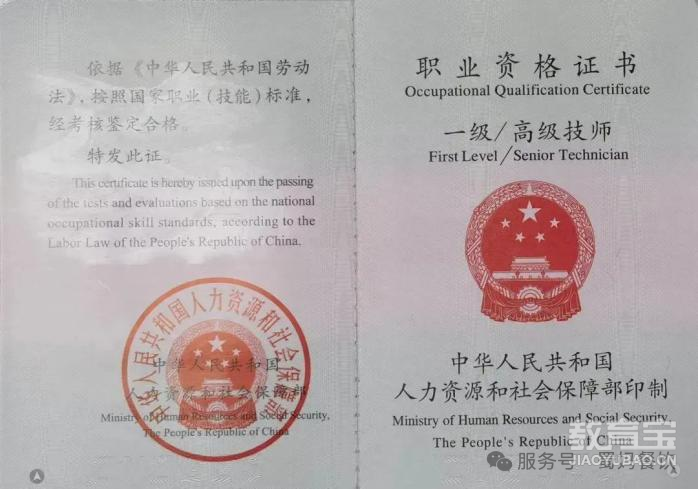 依据《中华人民共和国劳动
法》,按照国家职业(技能)标准,
经考核鉴定合格。
特发此证。
This certificate is hereby issued upon the passing
of the tests and evaluations based on the national
occupational skill standards, according to the
Labor Law of the People's Republic of China.
中华人民共和国人力资源和社会保障部
中华人民共和国
人力资源和社会保障部
Ministry of Human Resources and Social Security,
The People's Republic of China
职业资格证书
Occupational Qualification Certificate
一级/高级技师
First Level/Senior Technician
中华人民共和国
人力资源和社会保障部印制
Ministry of Human Resources and Social Security,
The People's Republic of China
教育宝
JIAOYUBAO.CN
服务号·蜀玛餐饮